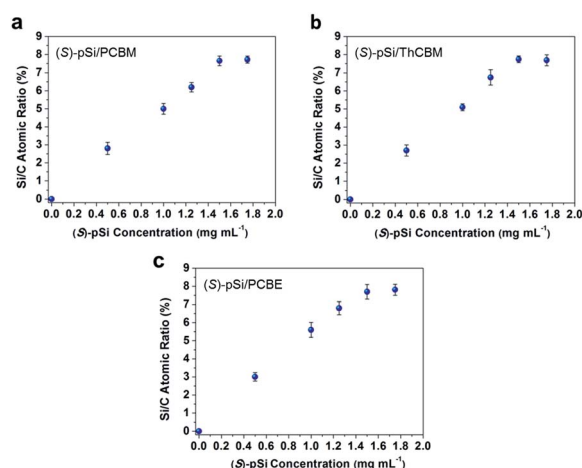 a
(S)-pSi/PCBM
Si/C Atomic Ratio (%)
9
8
7
6
5
4
3
2
1
0
0.0 0.2 0.4 0.6 0.8 1.0 1.2 1.4 1.6 1.8 2.0
(S)-pSi Concentration (mg mL⁻¹)
b
(S)-pSi/ThCBM
Si/C Atomic Ratio (%)
9
8
7
6
5
4
3
2
1
0
0.0 0.2 0.4 0.6 0.8 1.0 1.2 1.4 1.6 1.8 2.0
(S)-pSi Concentration (mg mL⁻¹)
c
(S)-pSi/PCBE
Si/C Atomic Ratio (%)
9
8
7
6
5
4
3
2
1
0
0.0 0.2 0.4 0.6 0.8 1.0 1.2 1.4 1.6 1.8 2.0
(S)-pSi Concentration (mg mL⁻¹)